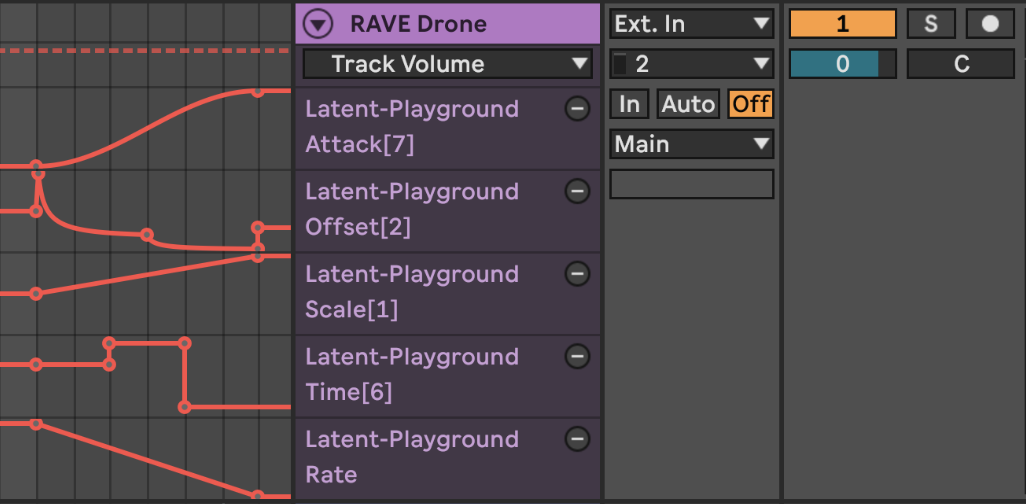 RAVE Drone
Track Volume
Latent-Playground
Attack[7]
Latent-Playground
Offset[2]
Latent-Playground
Scale[1]
Latent-Playground
Time[6]
Latent-Playground
Rate
Ext. In
2
In Auto Off
Main
1 S
0 C